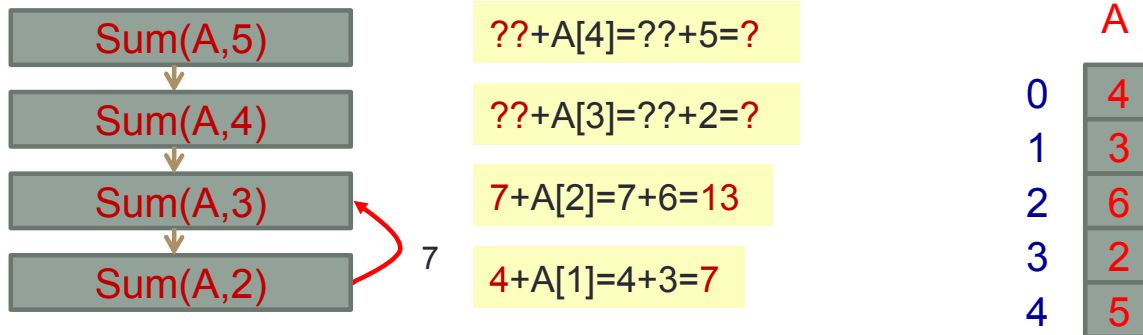 Sum(A,5)
??+A[4]=??+5=?
A
Sum(A,4)
??+A[3]=??+2=?
0 4
1 3
Sum(A,3)
7+A[2]=7+6=13
2 6
7
3 2
Sum(A,2)
4+A[1]=4+3=7
4 5